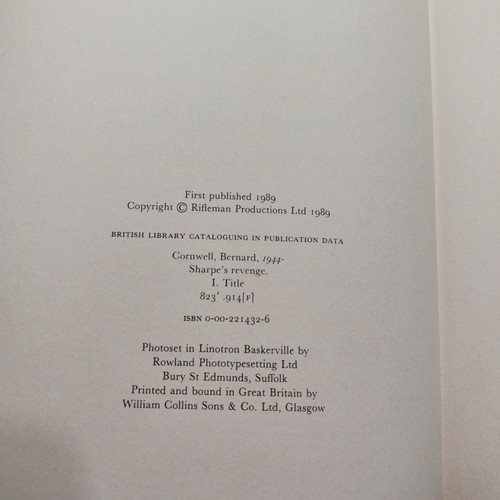 First published 1989
Copyright © Rifleman Productions Ltd 1989
BRITISH LIBRARY CATALOGUING IN PUBLICATION DATA
Cornwell, Bernard, 1944-
Sharpe's revenge.
I. Title
823′ .914[F]
ISBN 0-00-221432-6
Photoset in Linotron Baskerville by
Rowland Phototypesetting Ltd
Bury St Edmunds, Suffolk
Printed and bound in Great Britain by
William Collins Sons & Co. Ltd, Glasgow